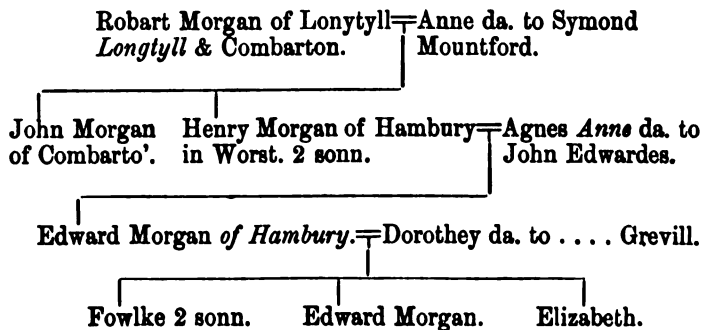 Robart Morgan of Lonytyll=Anne da. to Symond
Longtyll & Combarton. Mountford.
John Morgan Henry Morgan of Hambury=Agnes Anne da. to
of Combarto'. in Worst. 2 sonn. John Edwardes.
Edward Morgan of Hambury.=Dorothey da. to .... Grevill.
Fowlke 2 sonn. Edward Morgan. Elizabeth.